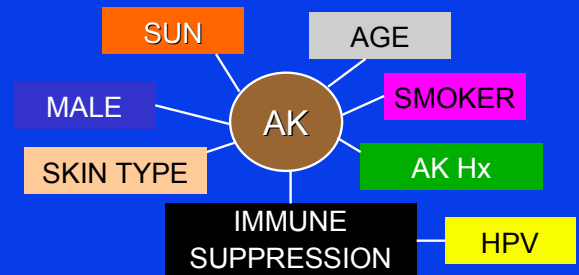 SUN
AGE
MALE
SMOKER
AK
SKIN TYPE
AK Hx
IMMUNE
SUPPRESSION
HPV